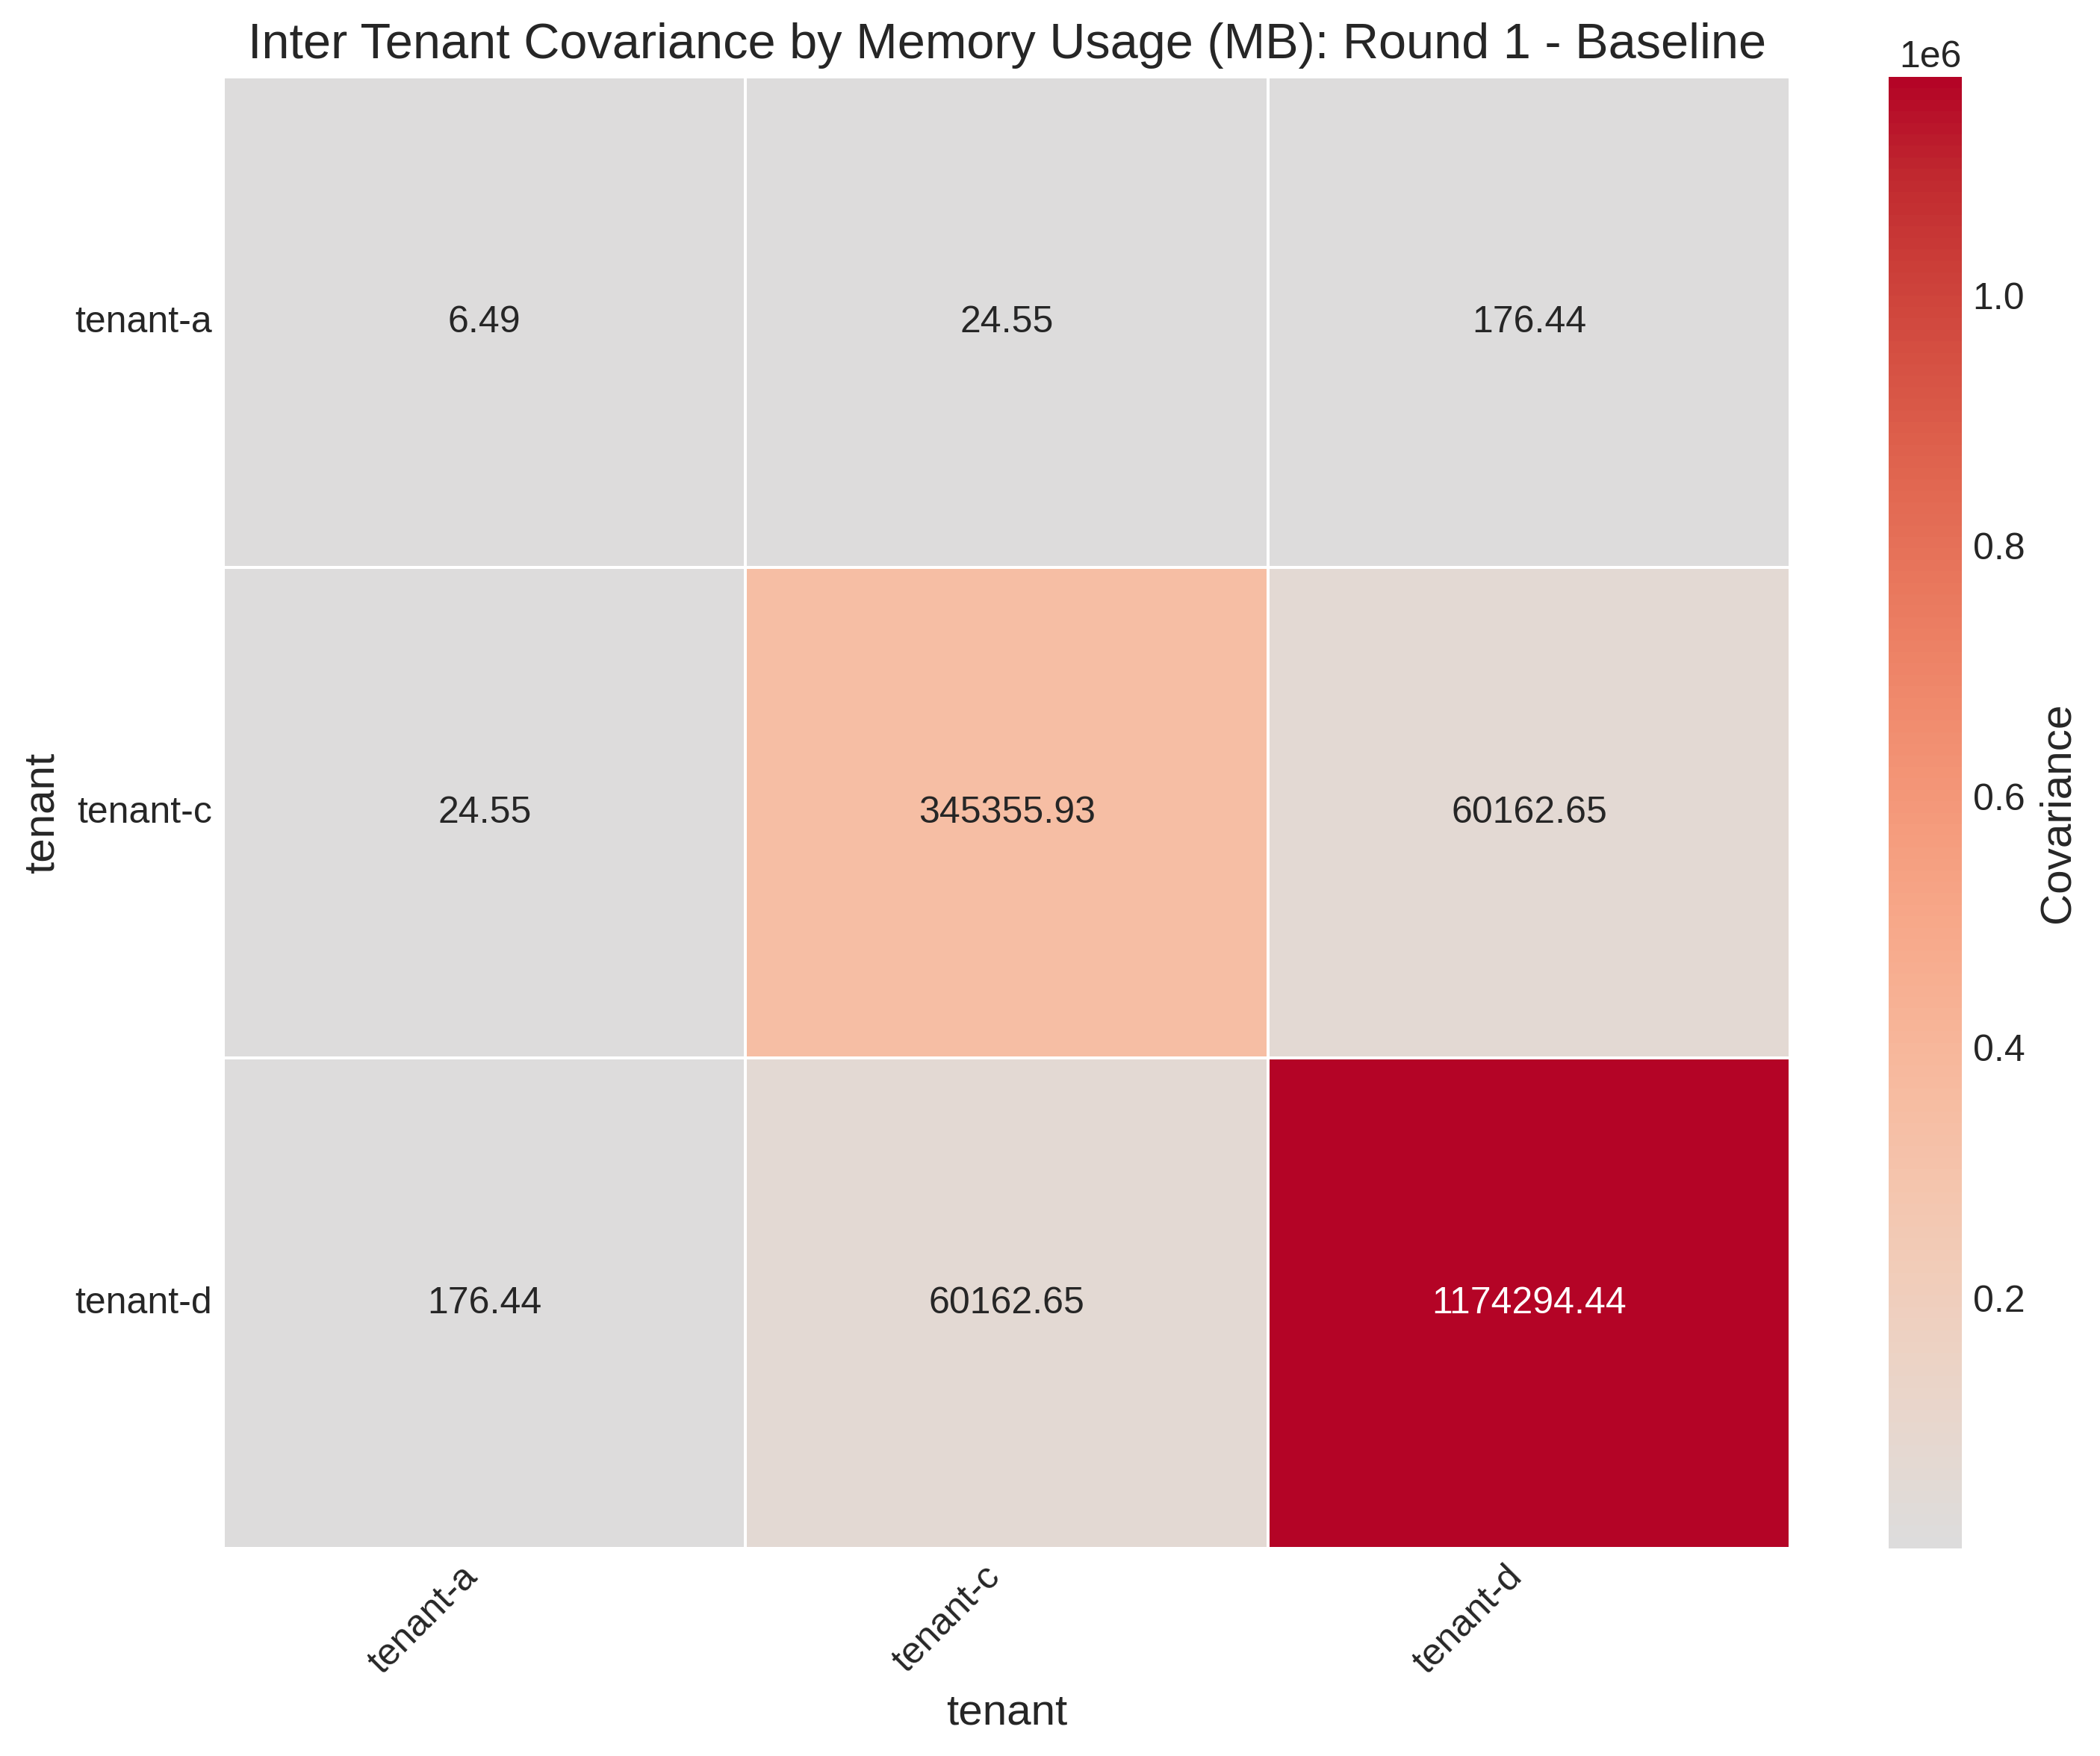 Inter Tenant Covariance by Memory Usage (MB): Round 1 - Baseline
1e6
tenant-a 6.49 24.55 176.44
tenant-c 24.55 345355.93 60162.65
tenant-d 176.44 60162.65 1174294.44
tenant
tenant-a tenant-c tenant-d
tenant
1.0
0.8
0.6
0.4
0.2
Covariance